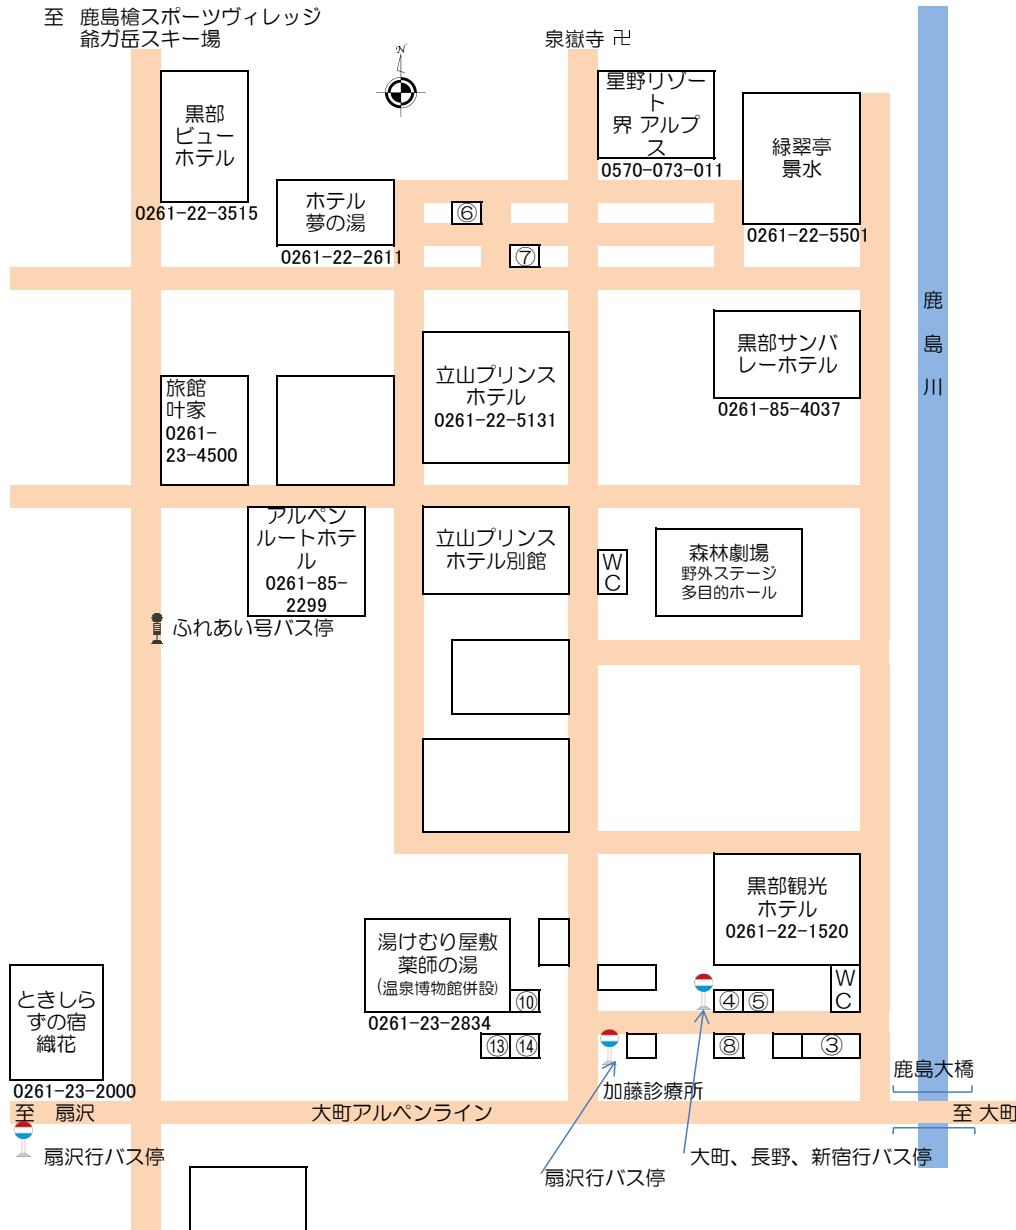 至 鹿島槍スポーツヴィレッジ
爺ガ岳スキー場
泉嶽寺 卍
N
黒部
ビュー
ホテル
0261-22-3515
ホテル
夢の湯
0261-22-2611
⑥
⑦
星野リゾー
ト
界 アルプ
ス
0570-073-011
緑翠亭
景水
0261-22-5501
鹿
島
川
旅館
叶家
0261-
23-4500
立山プリンス
ホテル
0261-22-5131
黒部サンバ
レーホテル
0261-85-4037
アルペン
ルートホテ
ル
0261-85-
2299
立山プリンス
ホテル別館
W
C
森林劇場
野外ステージ
多目的ホール
ふれあい号バス停
黒部観光
ホテル
0261-22-1520
湯けむり屋敷
薬師の湯
(温泉博物館併設)
0261-23-2834
⑩
⑬
⑭
④
⑤
W
C
⑧
③
ときしら
ずの宿
織花
0261-23-2000
加藤診療所
鹿島大橋
至 扇沢
大町アルペンライン
至 大町
扇沢行バス停
扇沢行バス停
大町、長野、新宿行バス停